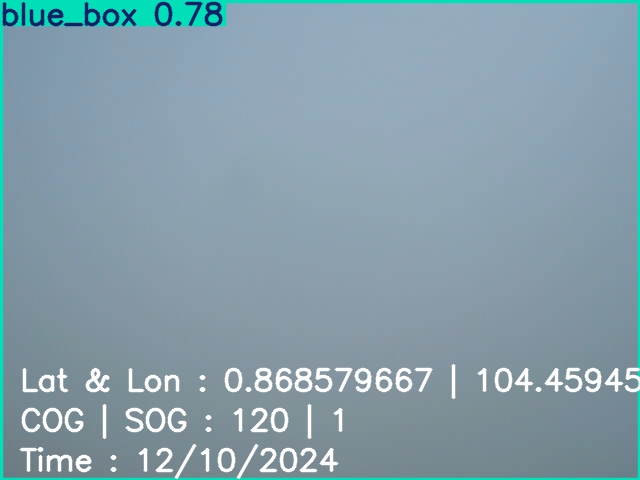 blue_box 0.78
Lat & Lon : 0.868579667 | 104.45945
COG | SOG : 120 | 1
Time : 12/10/2024